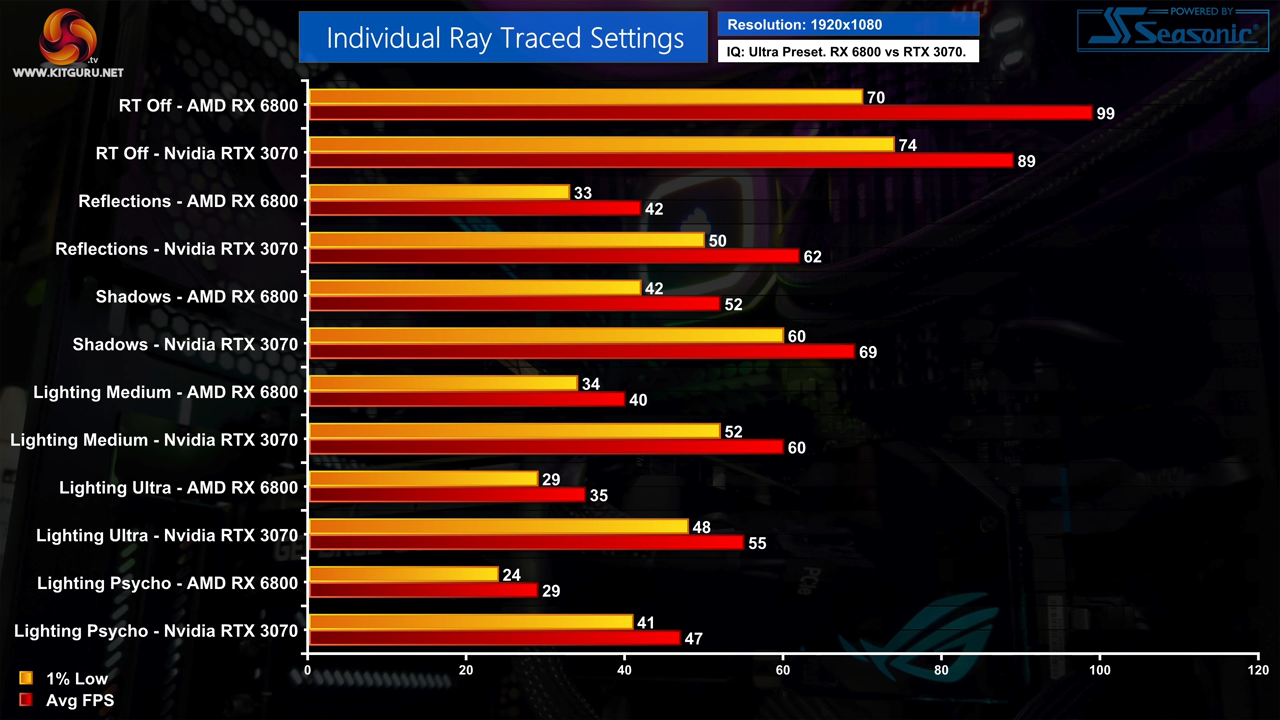 WWW.KITGURU.NET
.tv
Individual Ray Traced Settings
Resolution: 1920x1080
IQ: Ultra Preset. RX 6800 vs RTX 3070.
POWERED BY
Seasonic
RT Off - AMD RX 6800
70
99
RT Off - Nvidia RTX 3070
74
89
Reflections - AMD RX 6800
33
42
Reflections - Nvidia RTX 3070
50
62
Shadows - AMD RX 6800
42
52
Shadows - Nvidia RTX 3070
60
69
Lighting Medium - AMD RX 6800
34
40
Lighting Medium - Nvidia RTX 3070
52
60
Lighting Ultra - AMD RX 6800
29
35
Lighting Ultra - Nvidia RTX 3070
48
55
Lighting Psycho - AMD RX 6800
24
29
Lighting Psycho - Nvidia RTX 3070
41
47
0 20 40 60 80 100 120
1% Low
Avg FPS
PCIe